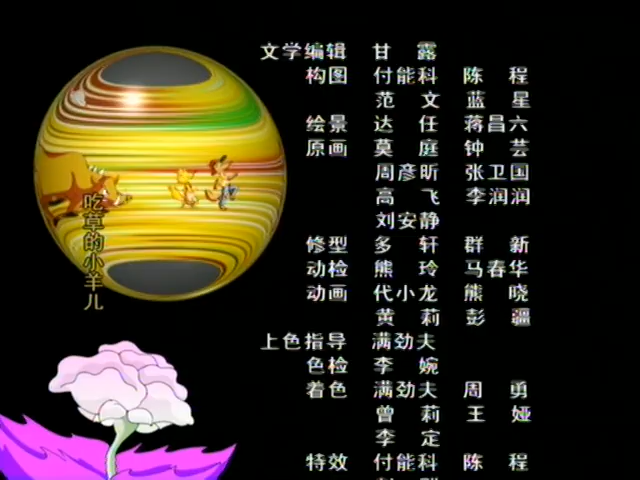 文学编辑 甘 露
构图 付能科 陈 程
范 文 蓝 星
绘景 达 任 蒋昌六
原画 莫 庭 钟 芸
周彦昕 张卫国
高 飞 李润润
刘安静
修型 多 轩 群 新
动检 熊 玲 马春华
动画 代小龙 熊 晓
黄 莉 彭 疆
上色指导 满劲夫
色检 李 婉
着色 满劲夫 周 勇
曾 莉 王 娅
李 定
特效 付能科 陈 程
吃草的小羊儿